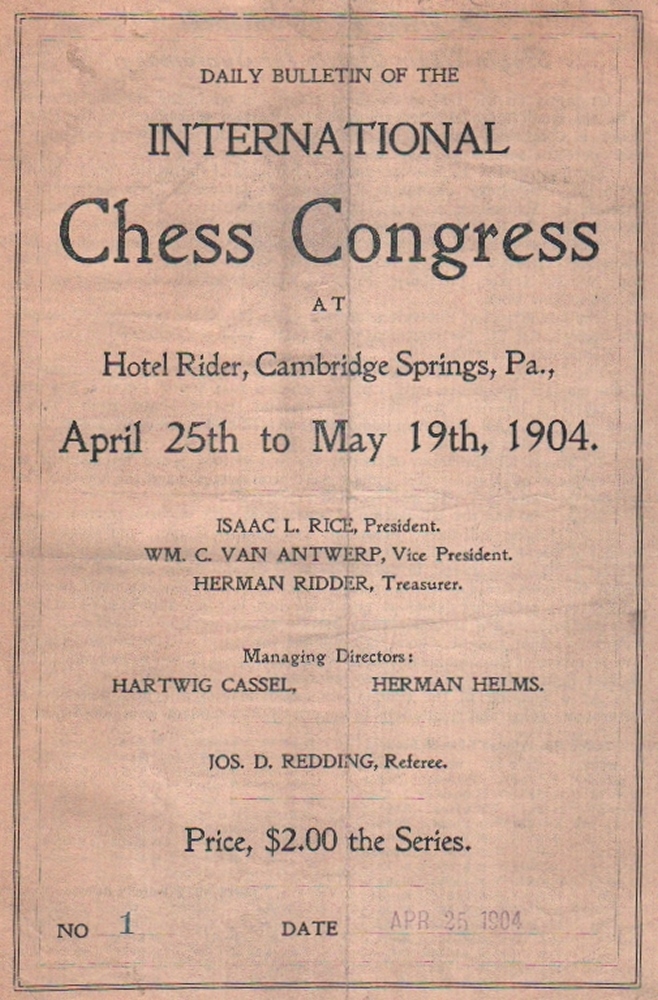 DAILY BULLETIN OF THE
INTERNATIONAL
Chess Congress
AT
Hotel Rider, Cambridge Springs, Pa.,
April 25th to May 19th, 1904.
ISAAC L. RICE, President.
WM. C. VAN ANTWERP, Vice President.
HERMAN RIDDER, Treasurer.
Managing Directors:
HARTWIG CASSEL, HERMAN HELMS.
JOS. D. REDDING, Referee.
Price, $2.00 the Series.
NO 1 DATE APR 25 1904